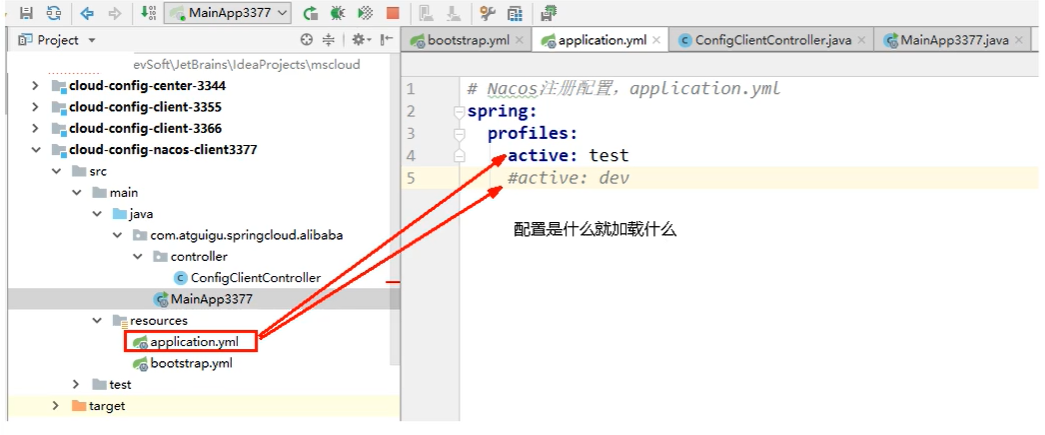 MainApp3377
Project
bootstrap.yml
application.yml
ConfigClientController.java
MainApp3377.java
evSoft\JetBrains\IdeaProjects\mscloud
cloud-config-center-3344
cloud-config-client-3355
cloud-config-client-3366
cloud-config-nacos-client3377
src
main
java
com.atguigu.springcloud.alibaba
controller
ConfigClientController
MainApp3377
resources
application.yml
bootstrap.yml
test
target
1 # Nacos注册配置，application.yml
2 spring:
3 profiles:
4 active: test
5 #active: dev
配置是什么就加载什么